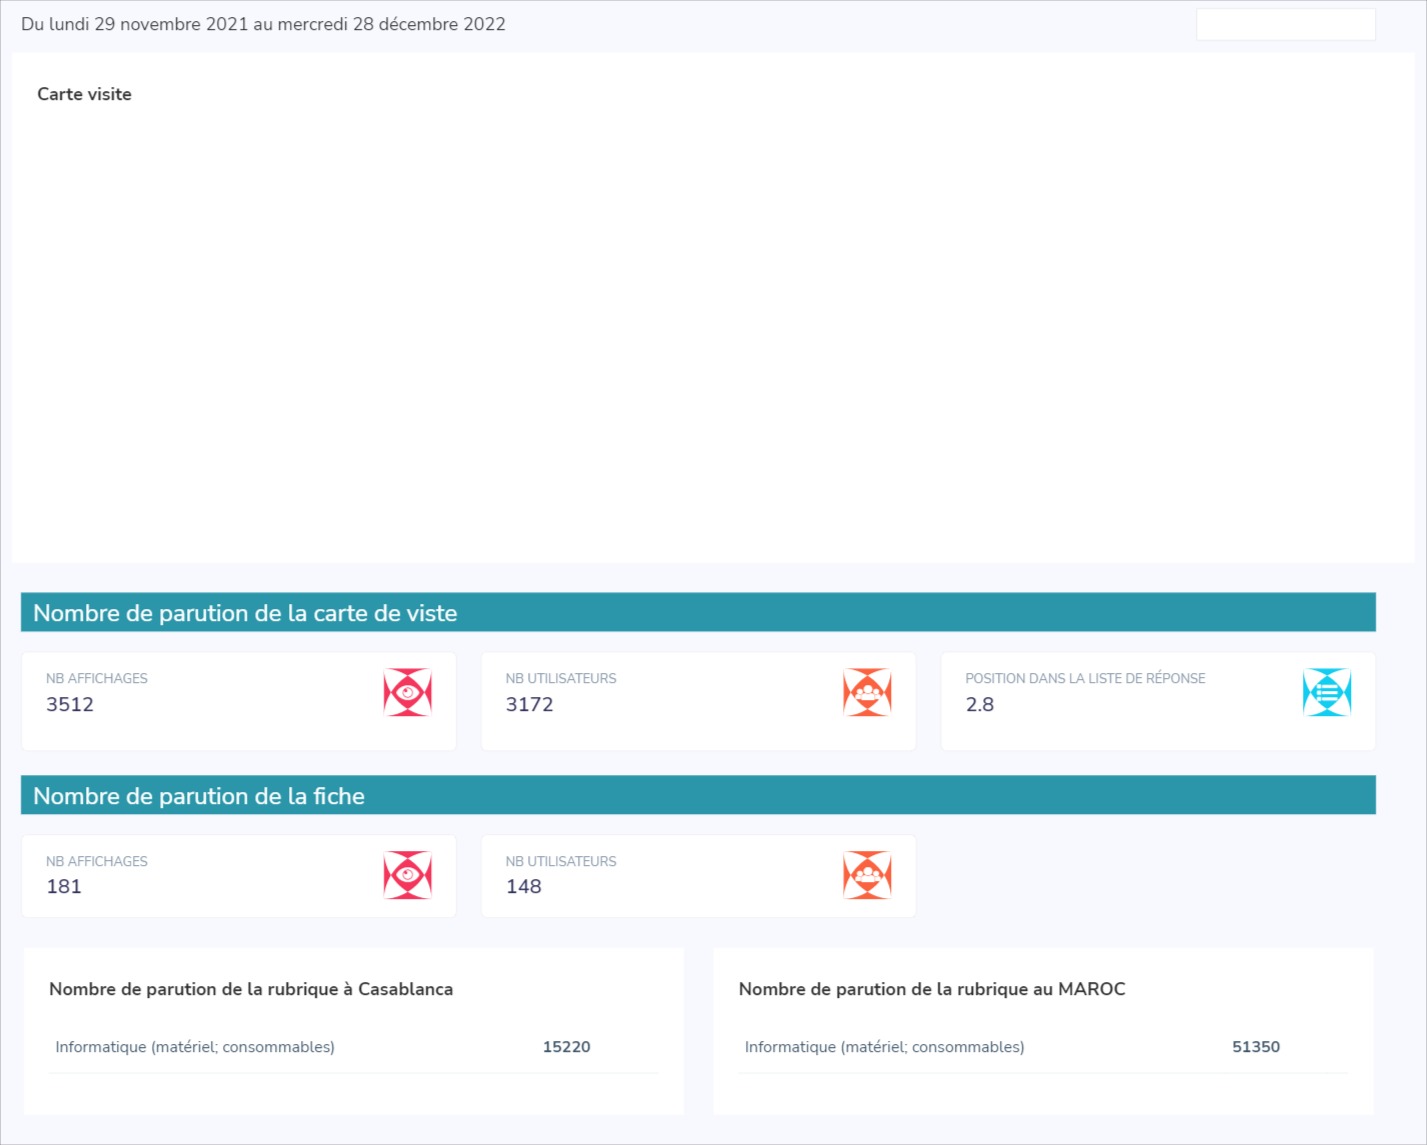 Du lundi 29 novembre 2021 au mercredi 28 décembre 2022
Carte visite
Nombre de parution de la carte de viste
NB AFFICHAGES
3512
NB UTILISATEURS
3172
POSITION DANS LA LISTE DE RÉPONSE
2.8
Nombre de parution de la fiche
NB AFFICHAGES
181
NB UTILISATEURS
148
Nombre de parution de la rubrique à Casablanca
Informatique (matériel; consommables) 15220
Nombre de parution de la rubrique au MAROC
Informatique (matériel; consommables) 51350